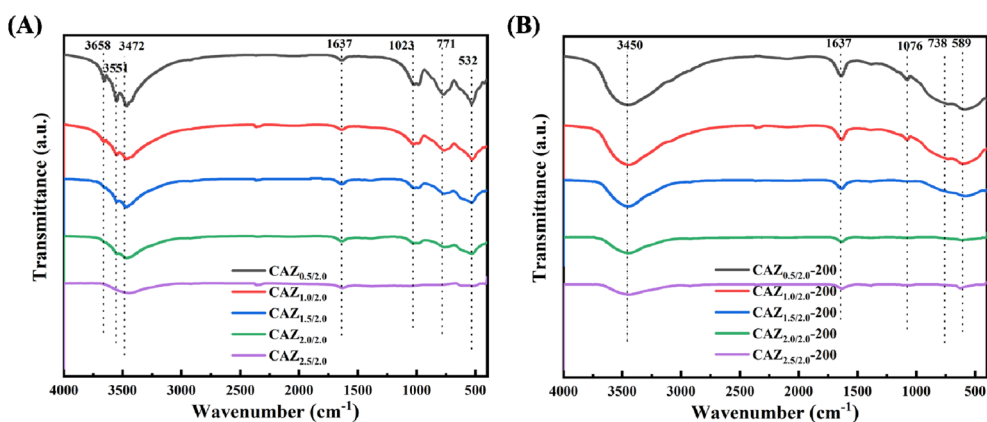 (A)
3658
3551
3472
1637
1023
771
532
Transmittance (a.u.)
CAZ0.5/2.0
CAZ1.0/2.0
CAZ1.5/2.0
CAZ2.0/2.0
CAZ2.5/2.0
4000 3500 3000 2500 2000 1500 1000 500
Wavenumber (cm-1)
(B)
3450
1637
1076
738
589
Transmittance (a.u.)
CAZ0.5/2.0-200
CAZ1.0/2.0-200
CAZ1.5/2.0-200
CAZ2.0/2.0-200
CAZ2.5/2.0-200
4000 3500 3000 2500 2000 1500 1000 500
Wavenumber (cm-1)